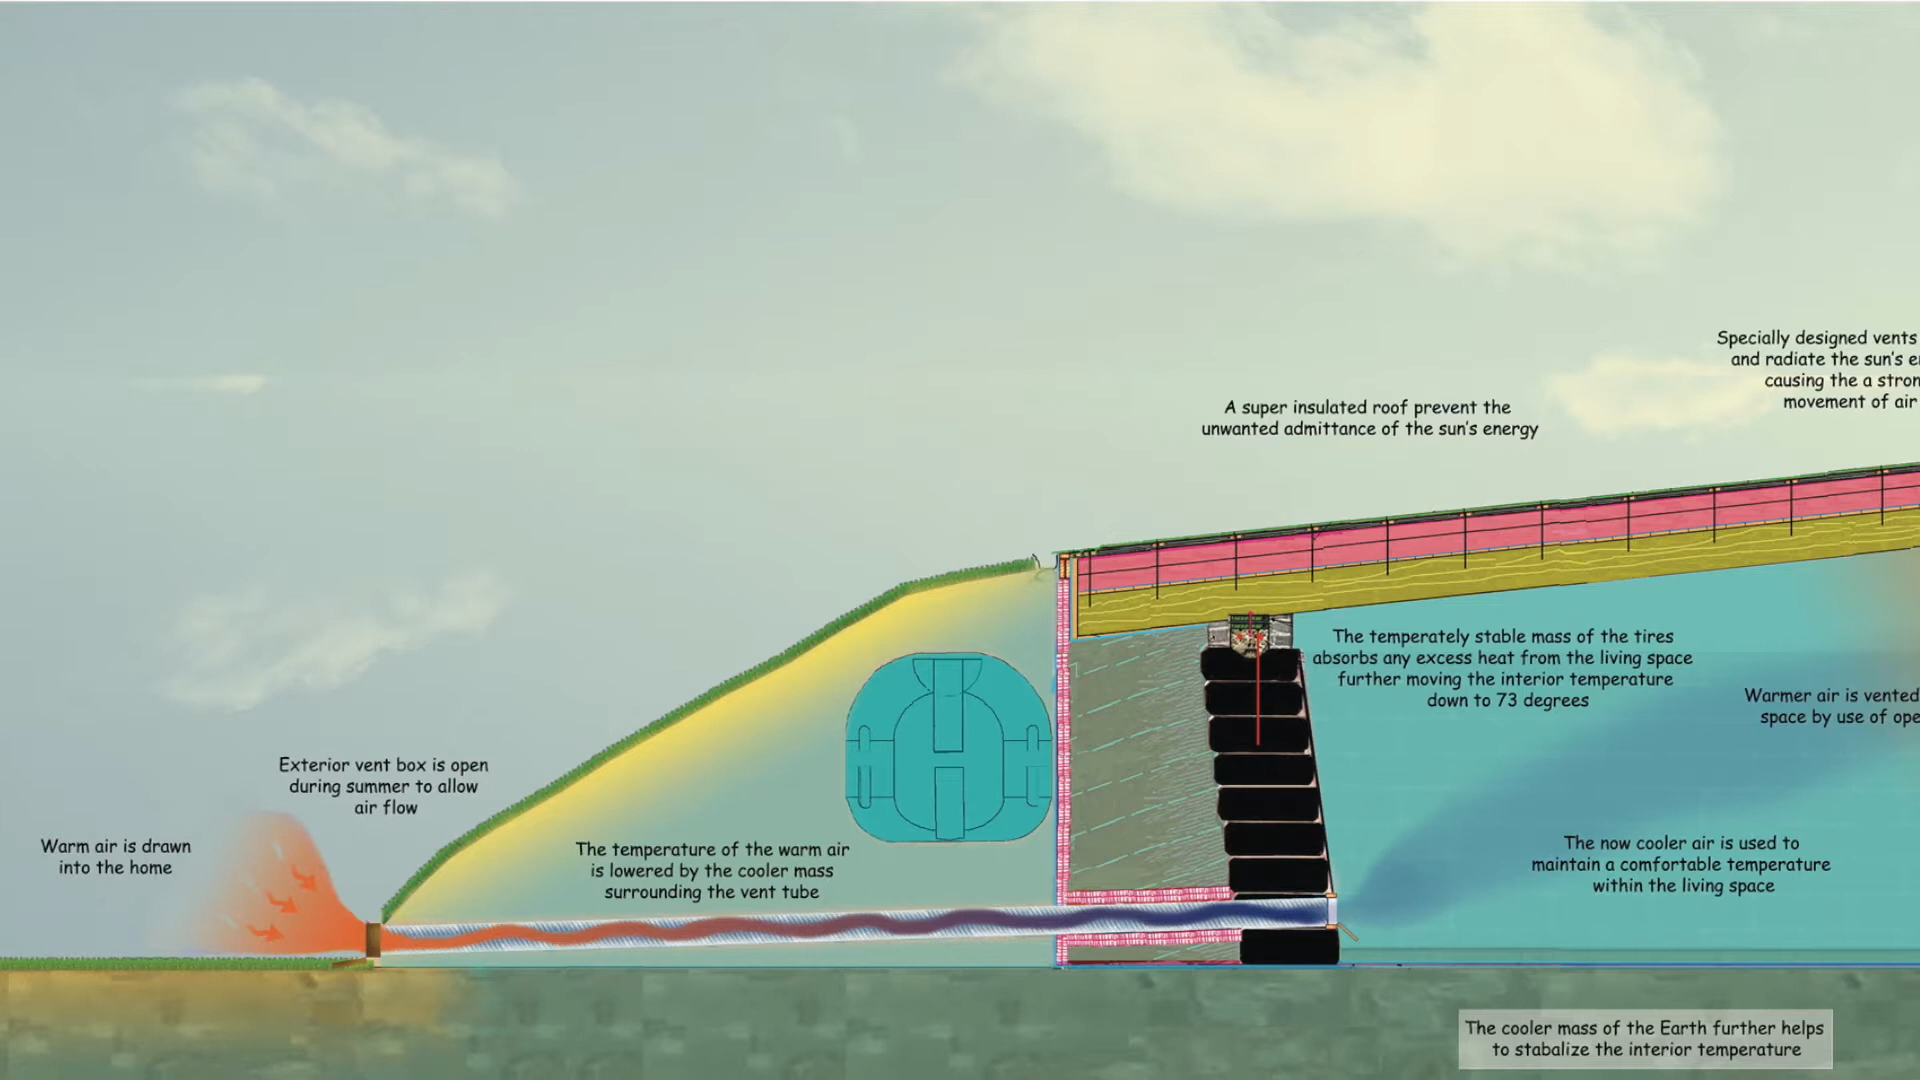 Specially designed vents
and radiate the sun's
causing the a
movement of air
A super insulated roof prevent the
unwanted admittance of the sun's energy
The temperately stable mass of the tires
absorbs any excess heat from the living space
further moving the interior temperature
down to 73 degrees
Warmer air is vented
space by use of
Exterior vent box is open
during summer to allow
air flow
Warm air is drawn
into the home
The temperature of the warm air
is lowered by the cooler mass
surrounding the vent tube
The now cooler air is used to
maintain a comfortable temperature
within the living space
The cooler mass of the Earth further helps
to stabalize the interior temperature